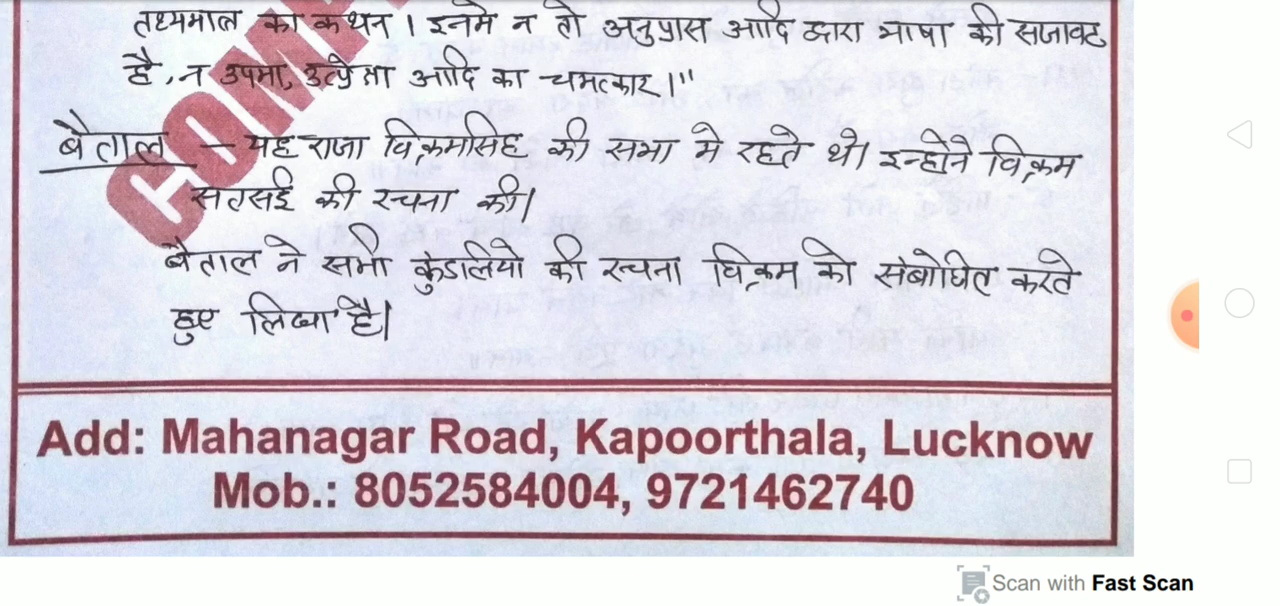 तथ्यमात्र का कथन। इनमे न तो अनुप्रास आदि द्वारा भाषा की सजावट
है, न उपमा, उत्प्रेक्षा आदि का चमत्कार।"
बैताल – यह राजा विक्रमसिंह की सभा मे रहते थे। इन्होने विक्रम
सतसई की रचना की।
बैताल ने सभी कुंडलियो की रचना विक्रम को संबोधित करते
हुए लिखा है।
Add: Mahanagar Road, Kapoorthala, Lucknow
Mob.: 8052584004, 9721462740
Scan with Fast Scan